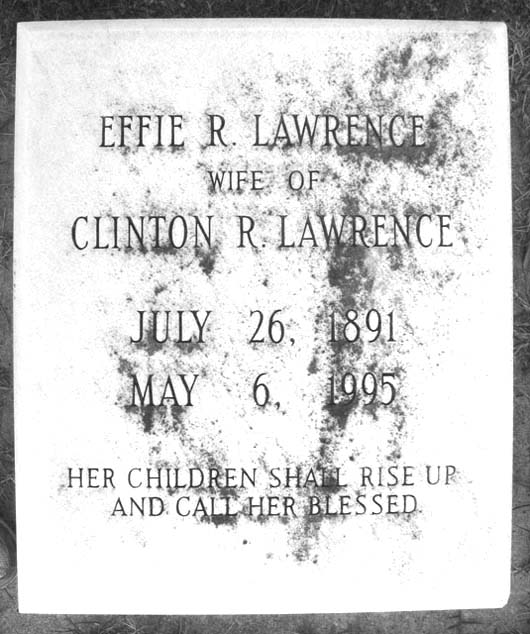 EFFIE R. LAWRENCE
WIFE OF
CLINTON R. LAWRENCE
JULY 26, 1891
MAY 6, 1995
HER CHILDREN SHALL RISE UP
AND CALL HER BLESSED